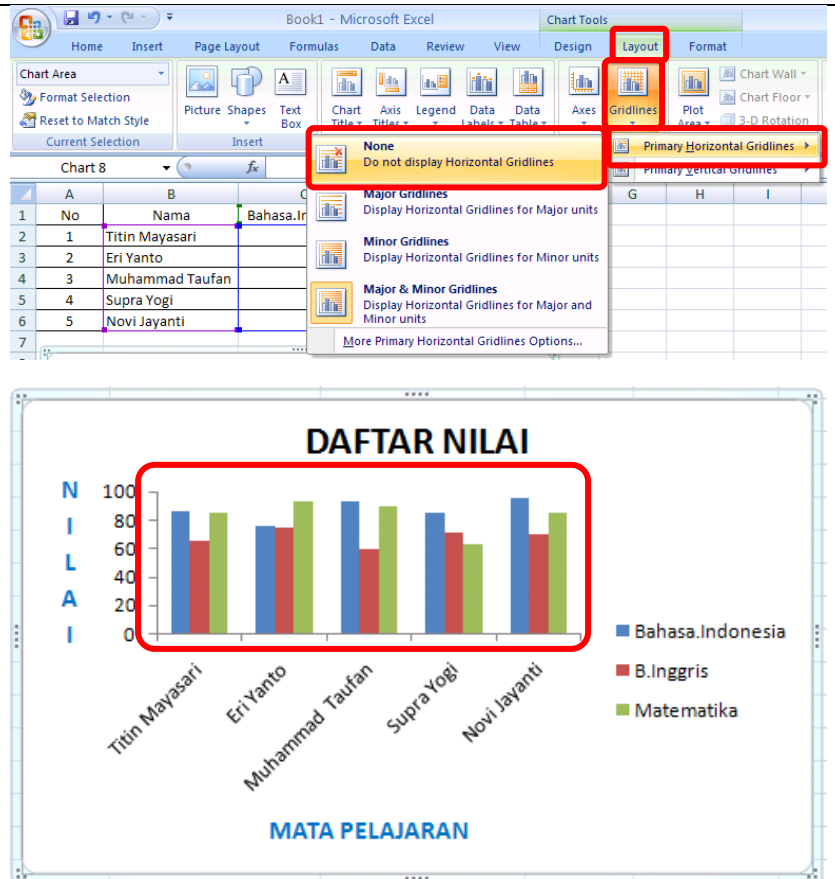 Book1 - Microsoft Excel
Chart Tools
Home Insert Page Layout Formulas Data Review View Design Layout Format
Chart Area
Format Selection
Reset to Match Style
Current Selection
Picture Shapes Text Box
Insert
Chart Title Axis Titles Legend Data Labels Data Table
Axes Gridlines Plot Area
Chart Wall
Chart Floor
3-D Rotation
Primary Horizontal Gridlines
Primary Vertical Gridlines
None
Do not display Horizontal Gridlines
Major Gridlines
Display Horizontal Gridlines for Major units
Minor Gridlines
Display Horizontal Gridlines for Minor units
Major & Minor Gridlines
Display Horizontal Gridlines for Major and
Minor units
More Primary Horizontal Gridlines Options...
Chart 8 fx
A B G H I
1 No Nama
2 1 Titin Mayasari
3 2 Eri Yanto
4 3 Muhammad Taufan
5 4 Supra Yogi
6 5 Novi Jayanti
7
DAFTAR NILAI
NILAI
100
80
60
40
20
0
Titin Mayasari
Eri Yanto
Muhammad Taufan
Supra Yogi
Novi Jayanti
Bahasa.Indonesia
B.Inggris
Matematika
MATA PELAJARAN